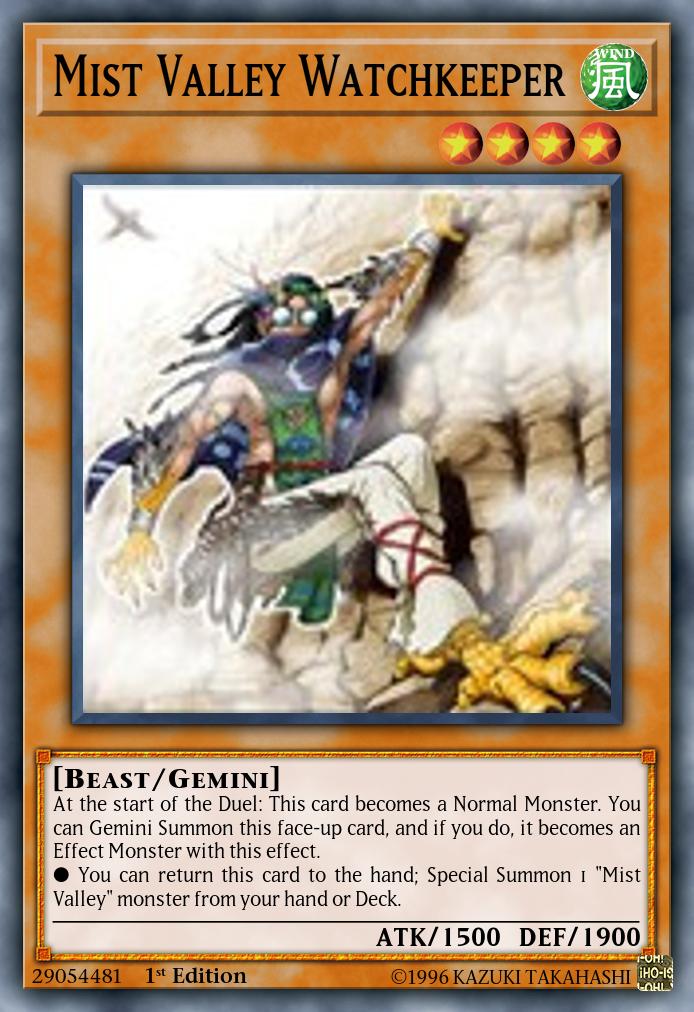 Mist Valley Watchkeeper
WIND
風
[Beast/Gemini]
At the start of the Duel: This card becomes a Normal Monster. You
can Gemini Summon this face-up card, and if you do, it becomes an
Effect Monster with this effect.
● You can return this card to the hand; Special Summon 1 "Mist
Valley" monster from your hand or Deck.
ATK/1500 DEF/1900
29054481 1st Edition ©1996 KAZUKI TAKAHASHI